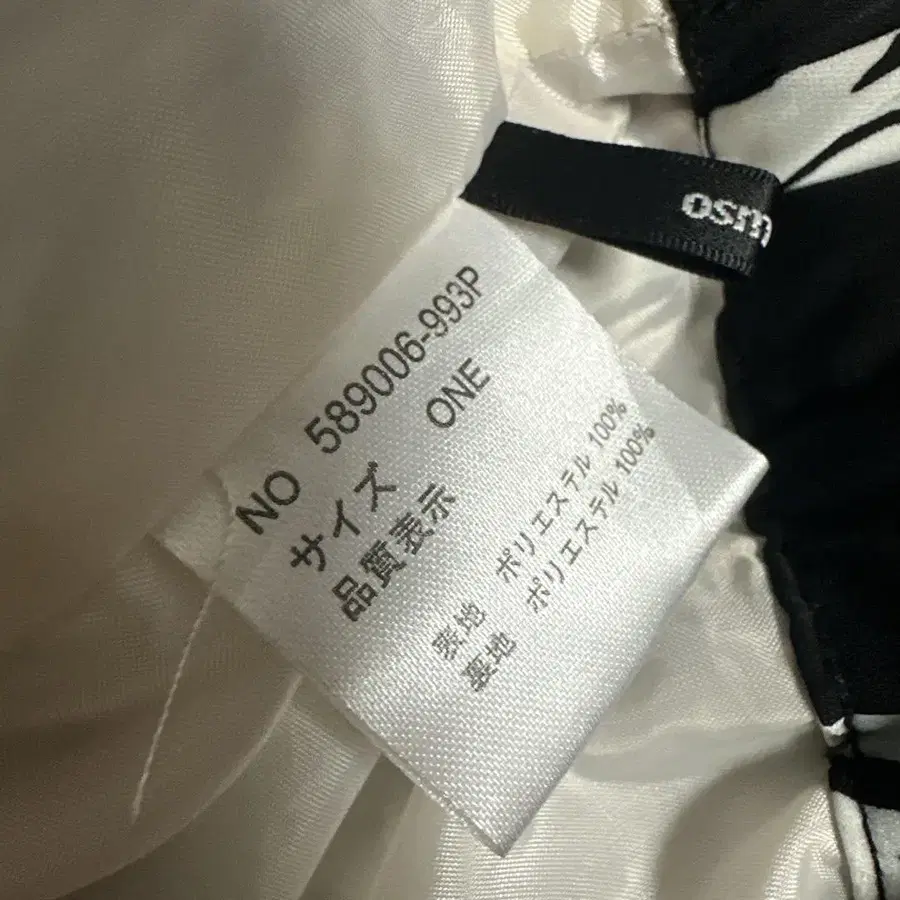 osm
NO 589006-993P
サイズ ONE
品質表示
表地 ポリエステル 100%
裏地 ポリエステル 100%